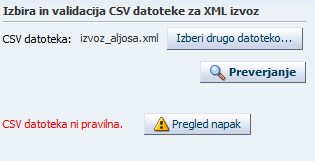 Izbira in validacija CSV datoteke za XML izvoz
CSV datoteka: izvoz_aljosa.xml Izberi drugo datoteko...
Preverjanje
CSV datoteka ni pravilna. Pregled napak